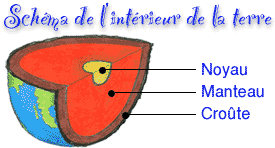 Schéma de l'intérieur de la terre
Noyau
Manteau
Croûte